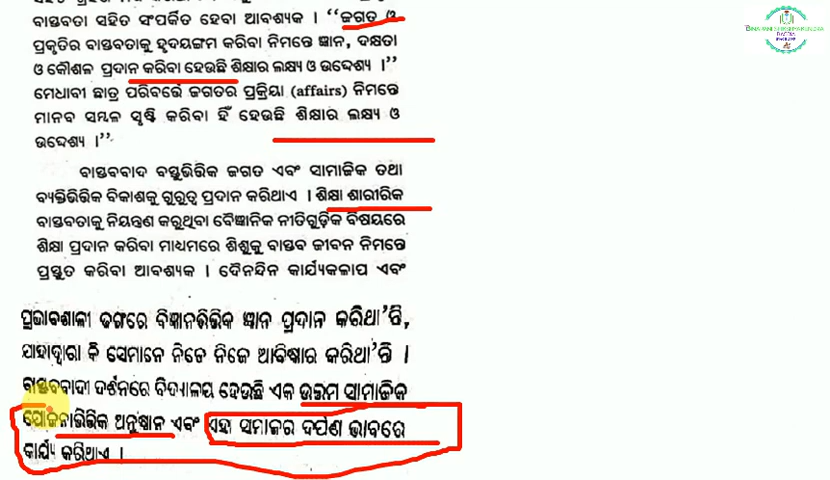 ବାସ୍ତବତା ସହିତ ସଂପର୍କିତ ହେବା ଆବଶ୍ୟକ । ‘‘ଜଗତ ଓ
ପ୍ରକୃତିର ବାସ୍ତବତାକୁ ହୃଦୟଙ୍ଗମ କରିବା ନିମନ୍ତେ ଜ୍ଞାନ, ଦକ୍ଷତା
ଓ କୌଶଳ ପ୍ରଦାନ କରିବା ହେଉଛି ଶିକ୍ଷାର ଲକ୍ଷ୍ୟ ଓ ଉଦ୍ଦେଶ୍ୟ ।’’
ମେଧାବୀ ଛାତ୍ର ପରିବର୍ତ୍ତେ ଜଗତର ପ୍ରକ୍ରିୟା (affairs) ନିମନ୍ତେ
ମାନବ ସମ୍ବଳ ସୃଷ୍ଟି କରିବା ହିଁ ହେଉଛି ଶିକ୍ଷାର ଲକ୍ଷ୍ୟ ଓ
ଉଦ୍ଦେଶ୍ୟ ।’’
ବାସ୍ତବବାଦ ବସ୍ତୁଭିତ୍ତିକ ଜଗତ ଏବଂ ସାମାଜିକ ତଥା
ବ୍ୟକ୍ତିଭିତ୍ତିକ ବିକାଶକୁ ଗୁରୁତ୍ୱ ପ୍ରଦାନ କରିଥାଏ । ଶିକ୍ଷା ଶାରୀରିକ
ବାସ୍ତବତାକୁ ନିୟନ୍ତ୍ରଣ କରୁଥିବା ବୈଜ୍ଞାନିକ ନୀତିଗୁଡ଼ିକ ବିଷୟରେ
ଶିକ୍ଷା ପ୍ରଦାନ କରିବା ମାଧ୍ୟମରେ ଶିଶୁକୁ ବାସ୍ତବ ଜୀବନ ନିମନ୍ତେ
ପ୍ରସ୍ତୁତ କରିବା ଆବଶ୍ୟକ । ଦୈନନ୍ଦିନ କାର୍ଯ୍ୟକଳାପ ଏବଂ
ପ୍ରଭାବଶାଳୀ ଢଙ୍ଗରେ ବିଜ୍ଞାନଭିତ୍ତିକ ଜ୍ଞାନ ପ୍ରଦାନ କରିଥା’ନ୍ତି,
ଯାହାଦ୍ୱାରା କି ସେମାନେ ନିଜେ ନିଜେ ଆବିଷ୍କାର କରିଥା’ନ୍ତି ।
ବାସ୍ତବବାଦୀ ଦର୍ଶନରେ ବିଦ୍ୟାଳୟ ହେଉଛି ଏକ ଉତ୍ତମ ସାମାଜିକ
ଯୋଜନାଭିତ୍ତିକ ଅନୁଷ୍ଠାନ ଏବଂ ଏହା ସମାଜର ଦର୍ପଣ ଭାବରେ
କାର୍ଯ୍ୟ କରିଥାଏ ।